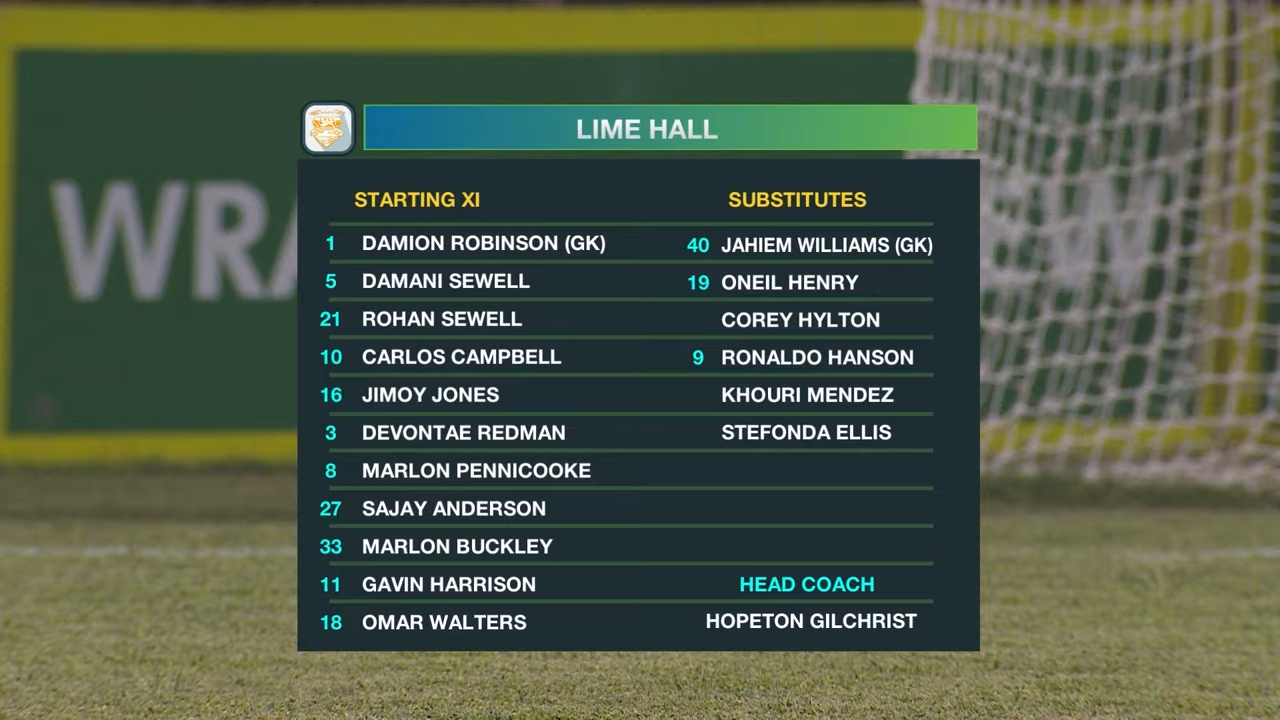 LIME HALL
STARTING XI
1 DAMION ROBINSON (GK)
5 DAMANI SEWELL
21 ROHAN SEWELL
10 CARLOS CAMPBELL
16 JIMOY JONES
3 DEVONTAE REDMAN
8 MARLON PENNICOOKE
27 SAJAY ANDERSON
33 MARLON BUCKLEY
11 GAVIN HARRISON
18 OMAR WALTERS
SUBSTITUTES
40 JAHIEM WILLIAMS (GK)
19 ONEIL HENRY
COREY HYLTON
9 RONALDO HANSON
KHOURI MENDEZ
STEFONDA ELLIS
HEAD COACH
HOPETON GILCHRIST